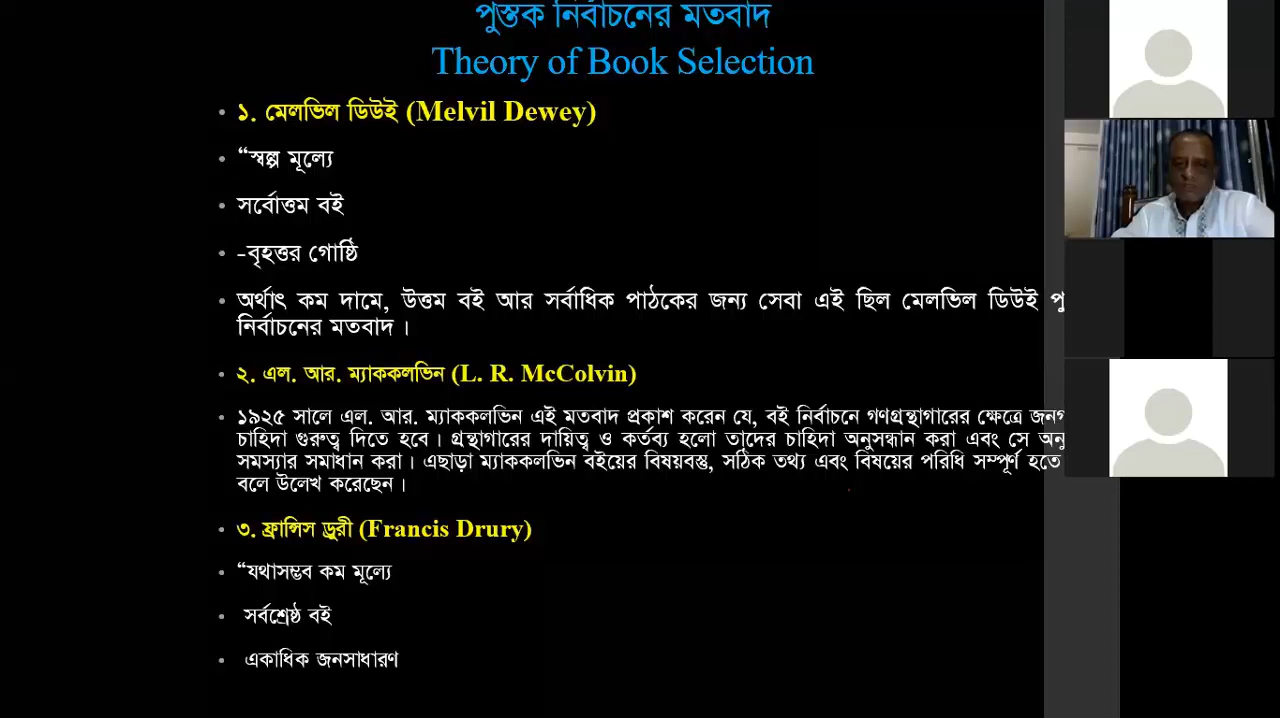 পুস্তক নির্বাচনের মতবাদ
Theory of Book Selection
১. মেলভিল ডিউই (Melvil Dewey)
“স্বল্প মূল্যে
সর্বোত্তম বই
-বৃহত্তর গোষ্ঠি
অর্থাৎ কম দামে, উত্তম বই আর সর্বাধিক পাঠকের জন্য সেবা এই ছিল মেলভিল ডিউই পু
নির্বাচনের মতবাদ ।
২. এল. আর. ম্যাককলভিন (L. R. McColvin)
১৯২৫ সালে এল. আর. ম্যাককলভিন এই মতবাদ প্রকাশ করেন যে, বই নির্বাচনে গণগ্রন্থাগারের ক্ষেত্রে জনগ
চাহিদা গুরুত্ব দিতে হবে । গ্রন্থাগারের দায়িত্ব ও কর্তব্য হলো তাদের চাহিদা অনুসন্ধান করা এবং সে অনু
সমস্যার সমাধান করা । এছাড়া ম্যাককলভিন বইয়ের বিষয়বস্তু, সঠিক তথ্য এবং বিষয়ের পরিধি সম্পূর্ণ হতে
বলে উলেখ করেছেন ।
৩. ফ্রান্সিস ড্রুরী (Francis Drury)
“যথাসম্ভব কম মূল্যে
সর্বশ্রেষ্ঠ বই
একাধিক জনসাধারণ